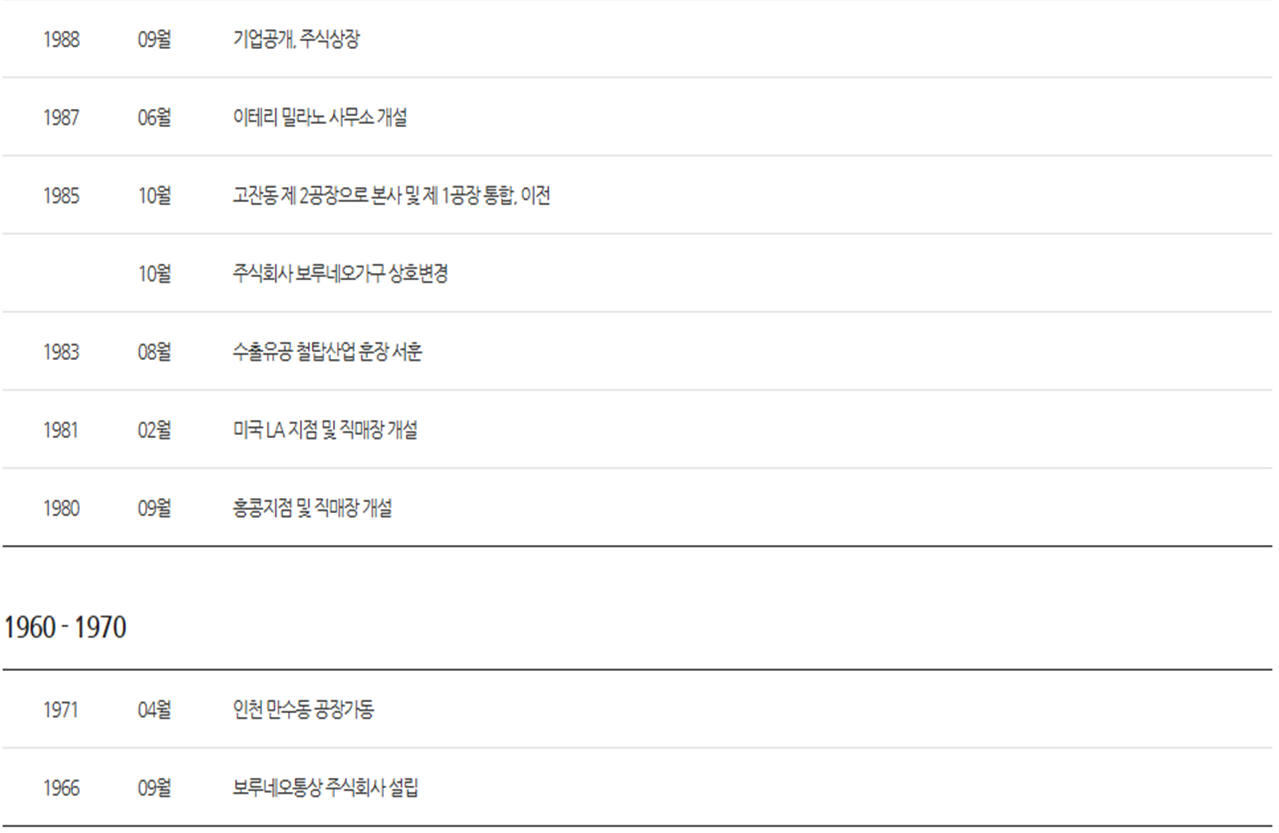 1988 09월 기업공개, 주식상장
1987 06월 이테리 밀라노 사무소 개설
1985 10월 고잔동 제 2공장으로 본사 및 제 1공장 통합, 이전
10월 주식회사 보루네오가구 상호변경
1983 08월 수출유공 철탑산업 훈장 서훈
1981 02월 미국 LA 지점 및 직매장 개설
1980 09월 홍콩지점 및 직매장 개설
1960 - 1970
1971 04월 인천 만수동 공장가동
1966 09월 보루네오통상 주식회사 설립